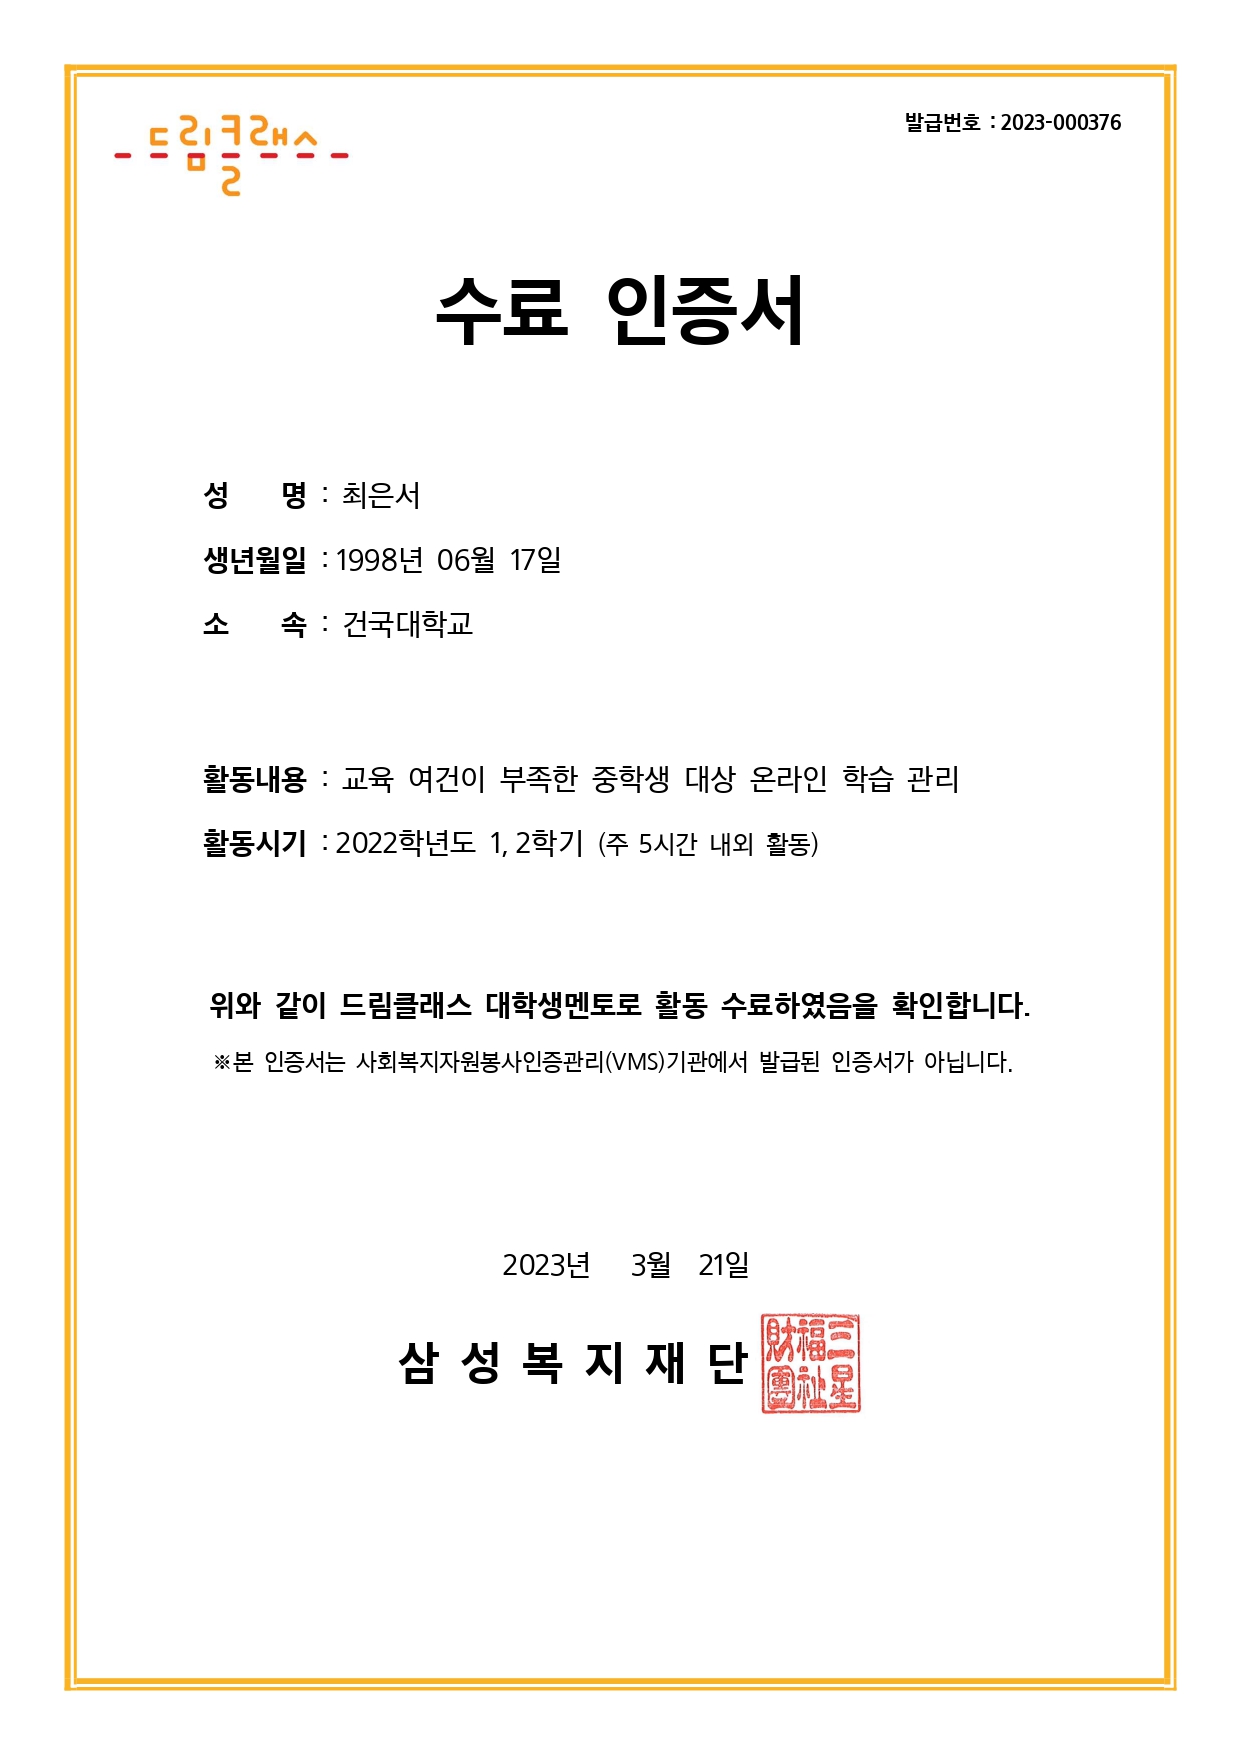 드림클래스
발급번호 : 2023-000376
수료 인증서
성 명 : 최은서
생년월일 : 1998년 06월 17일
소 속 : 건국대학교
활동내용 : 교육 여건이 부족한 중학생 대상 온라인 학습 관리
활동시기 : 2022학년도 1, 2학기 (주 5시간 내외 활동)
위와 같이 드림클래스 대학생멘토로 활동 수료하였음을 확인합니다.
※본 인증서는 사회복지자원봉사인증관리(VMS)기관에서 발급된 인증서가 아닙니다.
2023년 3월 21일
삼성복지재단
三星
福祉
財團